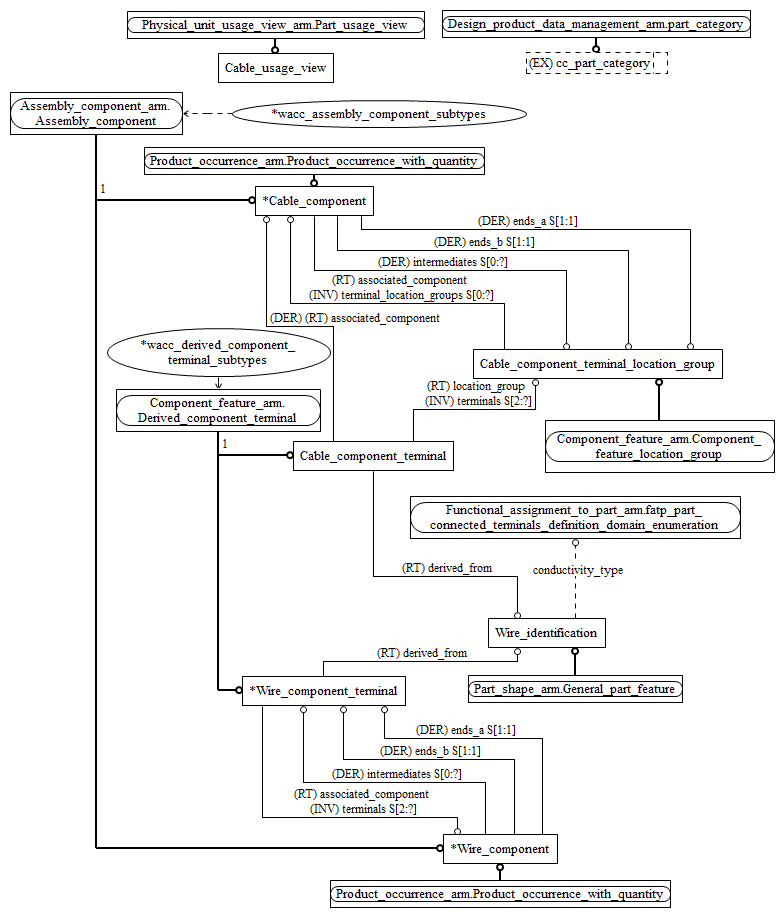 Physical_unit_usage_view_arm.Part_usage_view
Design_product_data_management_arm.part_category
Cable_usage_view
(EX) cc_part_category
Assembly_component_arm.
Assembly_component
*wacc_assembly_component_subtypes
Product_occurrence_arm.Product_occurrence_with_quantity
1
*Cable_component
(DER) ends_a S[1:1]
(DER) ends_b S[1:1]
(DER) intermediates S[0:?]
(RT) associated_component
(INV) terminal_location_groups S[0:?]
(DER) (RT) associated_component
*wacc_derived_component_
terminal_subtypes
Cable_component_terminal_location_group
(RT) location_group
(INV) terminals S[2:?]
Component_feature_arm.
Derived_component_terminal
1
Component_feature_arm.Component_
feature_location_group
Cable_component_terminal
Functional_assignment_to_part_arm.fatp_part_
connected_terminals_definition_domain_enumeration
(RT) derived_from
conductivity_type
Wire_identification
(RT) derived_from
*Wire_component_terminal
Part_shape_arm.General_part_feature
(DER) ends_a S[1:1]
(DER) ends_b S[1:1]
(DER) intermediates S[0:?]
(RT) associated_component
(INV) terminals S[2:?]
*Wire_component
Product_occurrence_arm.Product_occurrence_with_quantity